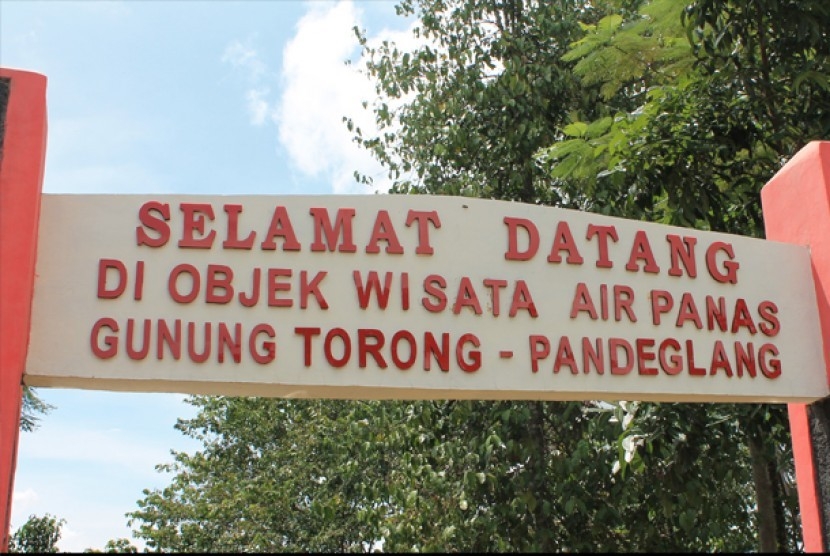 SELAMAT DATANG
DI OBJEK WISATA AIR PANAS
GUNUNG TORONG - PANDEGLANG